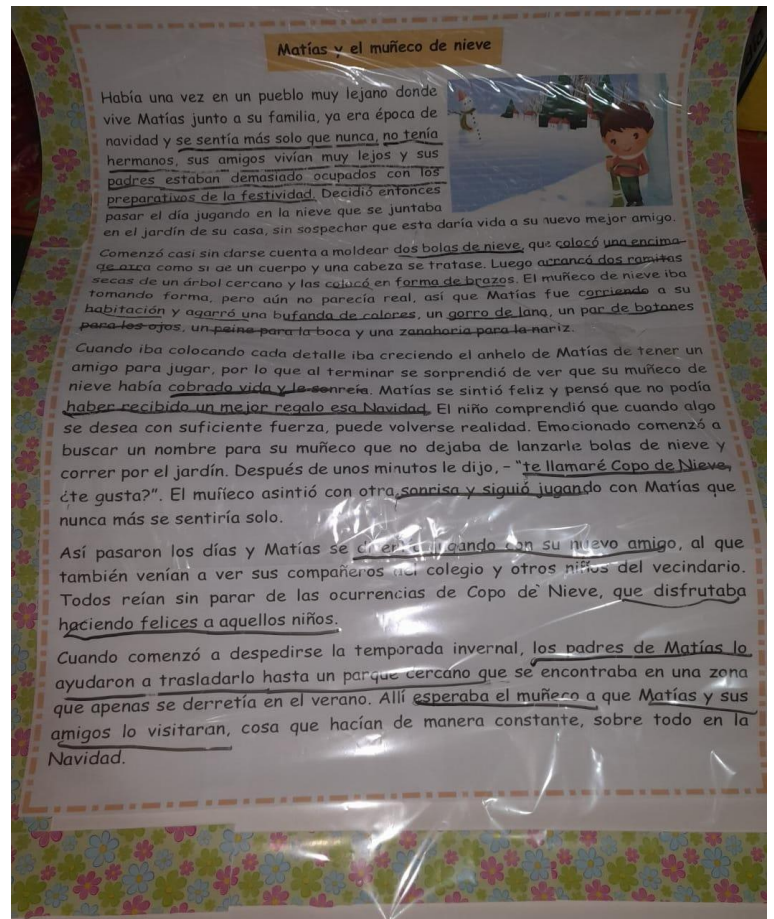 Matías y el muñeco de nieve
Había una vez en un pueblo muy lejano donde
vive Matías junto a su familia, ya era época de
navidad y se sentía más solo que nunca, no tenía
hermanos, sus amigos vivían muy lejos y sus
padres estaban demasiado ocupados con los
preparativos de la festividad. Decidió entonces
pasar el día jugando en la nieve que se juntaba
en el jardín de su casa, sin sospechar que esta daría vida a su nuevo mejor amigo.
Comenzó casi sin darse cuenta a moldear dos bolas de nieve, que colocó una encima
de otra como si de un cuerpo y una cabeza se tratase. Luego arrancó dos ramitas
secas de un árbol cercano y las colocó en forma de brazos. El muñeco de nieve iba
tomando forma, pero aún no parecía real, así que Matías fue corriendo a su
habitación y agarró una bufanda de colores, un gorro de lana, un par de botones
para los ojos, un peine para la boca y una zanahoria para la nariz.
Cuando iba colocando cada detalle iba creciendo el anhelo de Matías de tener un
amigo para jugar, por lo que al terminar se sorprendió de ver que su muñeco de
nieve había cobrado vida y le sonreía. Matías se sintió feliz y pensó que no podía
haber recibido un mejor regalo esa Navidad. El niño comprendió que cuando algo
se desea con suficiente fuerza, puede volverse realidad. Emocionado comenzó a
buscar un nombre para su muñeco que no dejaba de lanzarle bolas de nieve y
correr por el jardín. Después de unos minutos le dijo, - "te llamaré Copo de Nieve,
¿te gusta?". El muñeco asintió con otra sonrisa y siguió jugando con Matías que
nunca más se sentiría solo.
Así pasaron los días y Matías se jugando con su nuevo amigo, al que
también venían a ver sus compañeros del colegio y otros niños del vecindario.
Todos reían sin parar de las ocurrencias de Copo de Nieve, que disfrutaba
haciendo felices a aquellos niños.
Cuando comenzó a despedirse la temporada invernal, los padres de Matías lo
ayudaron a trasladarlo hasta un parque cercano que se encontraba en una zona
que apenas se derretía en el verano. Allí esperaba el muñeco a que Matías y sus
amigos lo visitaran, cosa que hacían de manera constante, sobre todo en la
Navidad.